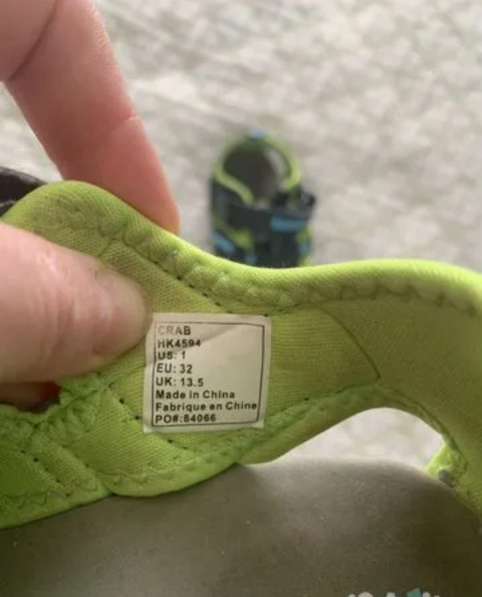 CRAB
HK4594
US: 1
EU: 32
UK: 13.5
Made in China
Fabrique en Chine
PO#:84066